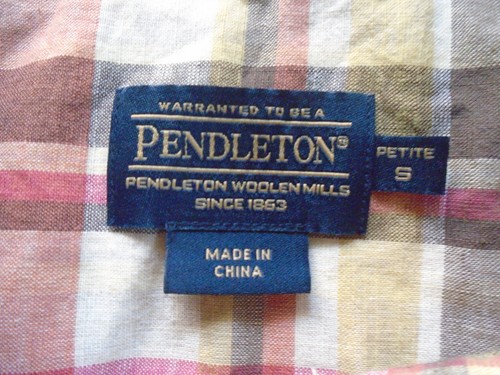 WARRANTED TO BE A
PENDLETON®
PENDLETON WOOLEN MILLS
SINCE 1863
PETITE
S
MADE IN
CHINA